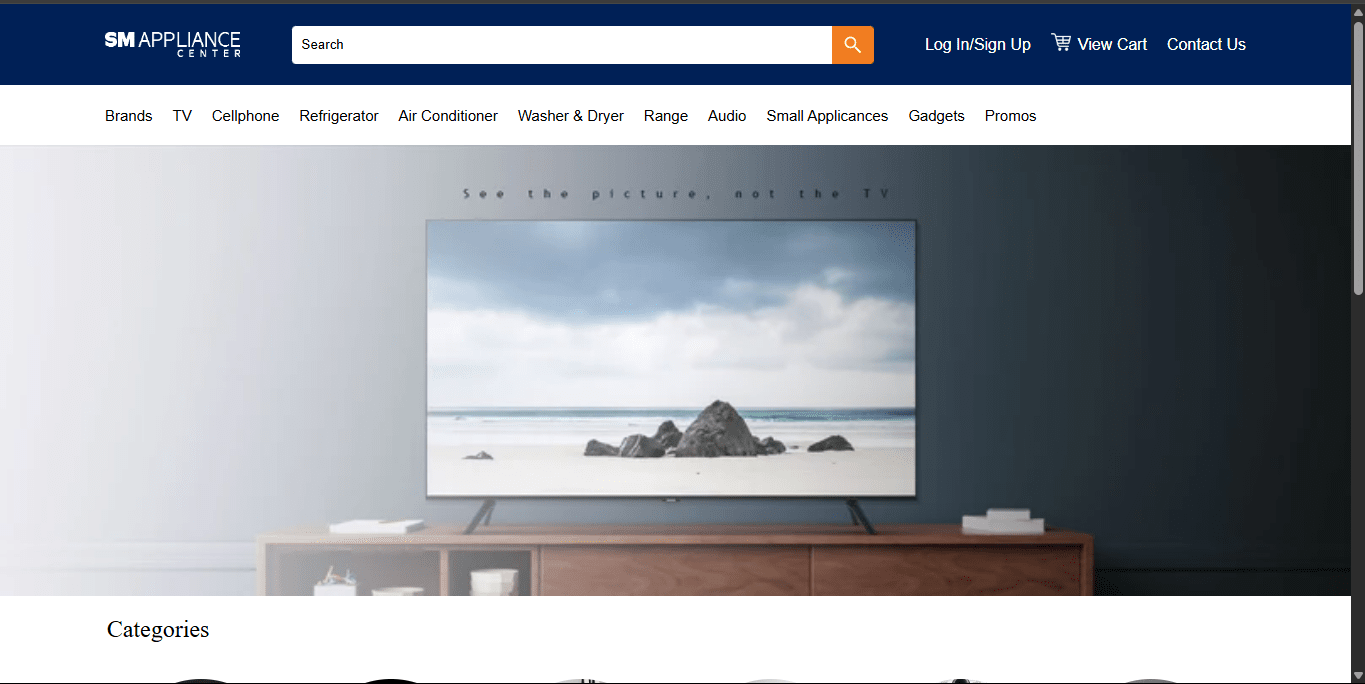 SM APPLIANCE
CENTER
Search
Log In/Sign Up
View Cart
Contact Us
Brands
TV
Cellphone
Refrigerator
Air Conditioner
Washer & Dryer
Range
Audio
Small Applicances
Gadgets
Promos
See the picture, not the TV
Categories